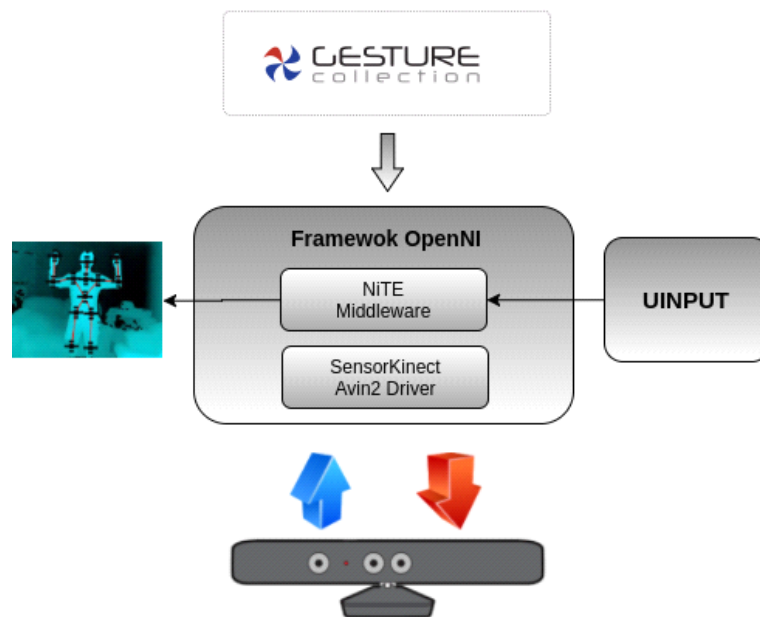 GESTURE
collection
Framewok OpenNI
NiTE
Middleware
UINPUT
SensorKinect
Avin2 Driver